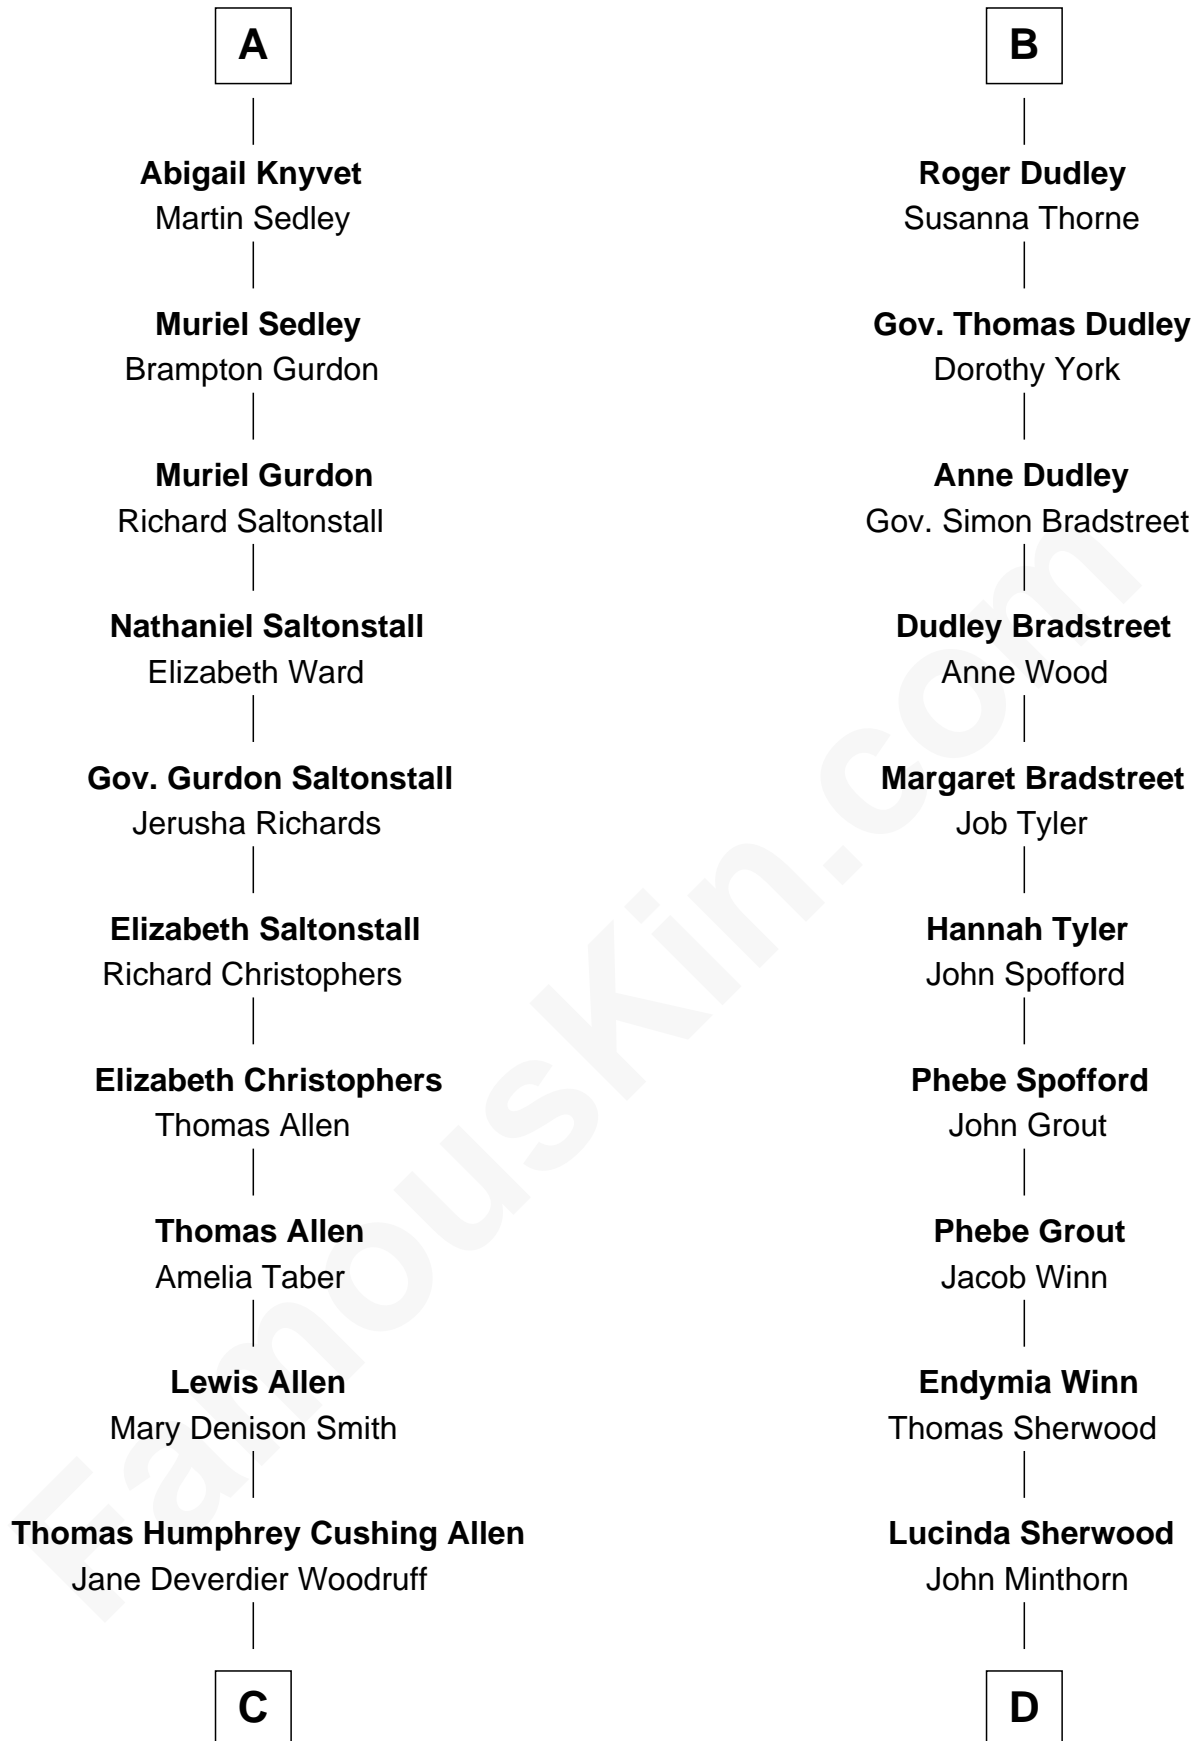 A
Abigail Knyvet
Martin Sedley
Muriel Sedley
Brampton Gurdon
Muriel Gurdon
Richard Saltonstall
Nathaniel Saltonstall
Elizabeth Ward
Gov. Gurdon Saltonstall
Jerusha Richards
Elizabeth Saltonstall
Richard Christophers
Elizabeth Christophers
Thomas Allen
Thomas Allen
Amelia Taber
Lewis Allen
Mary Denison Smith
Thomas Humphrey Cushing Allen
Jane Deverdier Woodruff
C
B
Roger Dudley
Susanna Thorne
Gov. Thomas Dudley
Dorothy York
Anne Dudley
Gov. Simon Bradstreet
Dudley Bradstreet
Anne Wood
Margaret Bradstreet
Job Tyler
Hannah Tyler
John Spofford
Phebe Spofford
John Grout
Phebe Grout
Jacob Winn
Endymia Winn
Thomas Sherwood
Lucinda Sherwood
John Minthorn
D
FamousKin.com